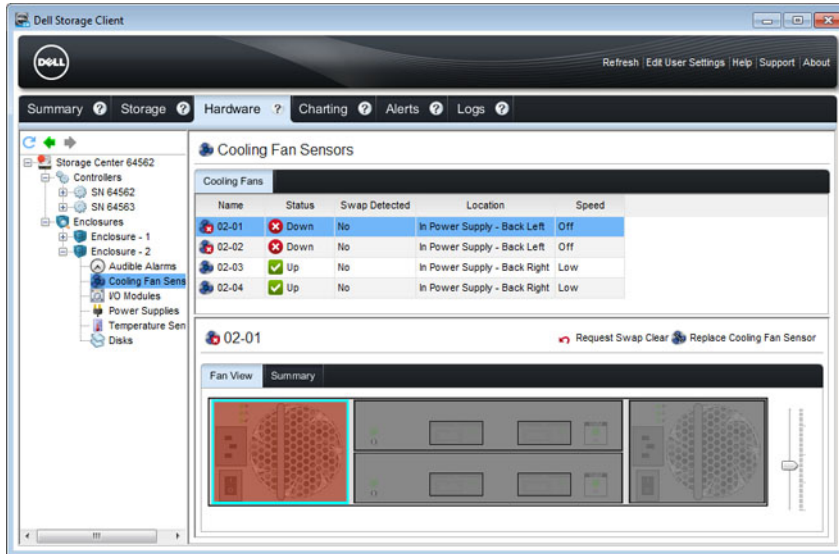 Dell Storage Client
DELL
Refresh | Edit User Settings | Help | Support | About
Summary ? Storage ? Hardware ? Charting ? Alerts ? Logs ?
Storage Center 64562
Controllers
SN 64562
SN 64563
Enclosures
Enclosure - 1
Enclosure - 2
Audible Alarms
Cooling Fan Sens
I/O Modules
Power Supplies
Temperature Sen
Disks
Cooling Fan Sensors
Cooling Fans
Name Status Swap Detected Location Speed
02-01 Down No In Power Supply - Back Left Off
02-02 Down No In Power Supply - Back Left Off
02-03 Up No In Power Supply - Back Right Low
02-04 Up No In Power Supply - Back Right Low
02-01
Request Swap Clear Replace Cooling Fan Sensor
Fan View Summary